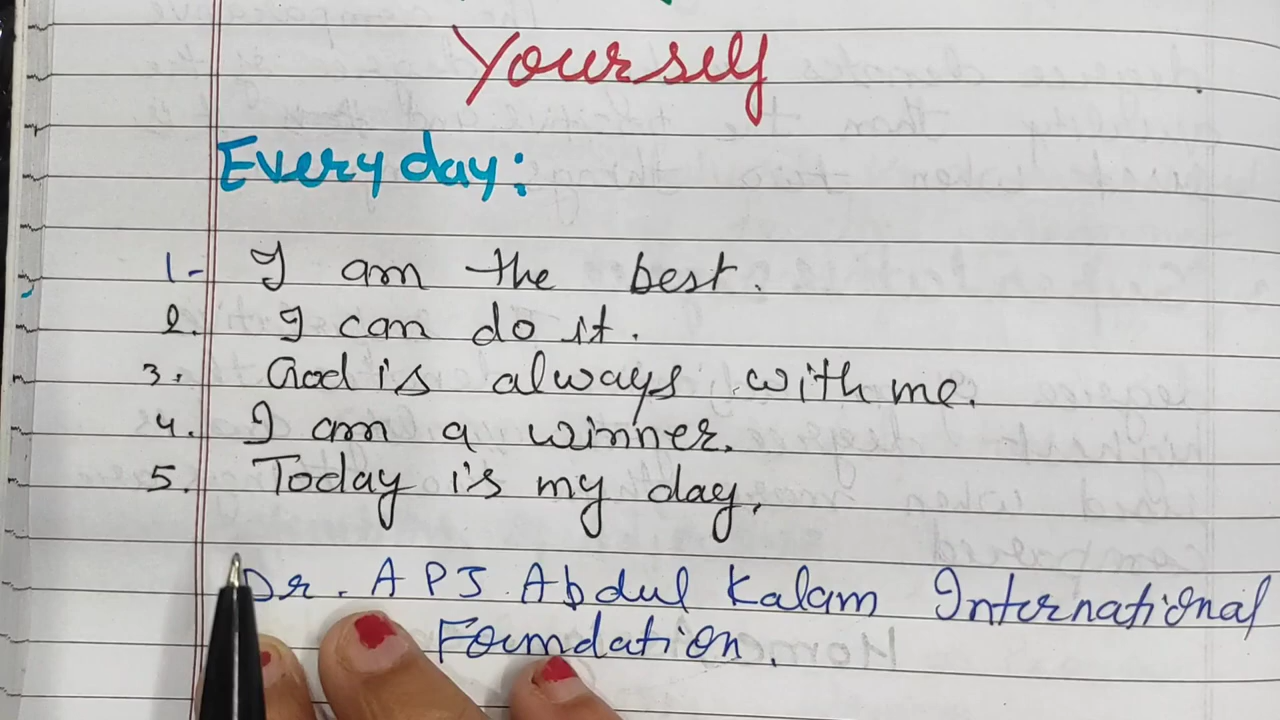 Yourself
Everyday:
1- I am the best.
2. I can do it.
3. God is always with me.
4. I am a winner.
5. Today is my day.
Dr. APJ Abdul Kalam International
Foundation.